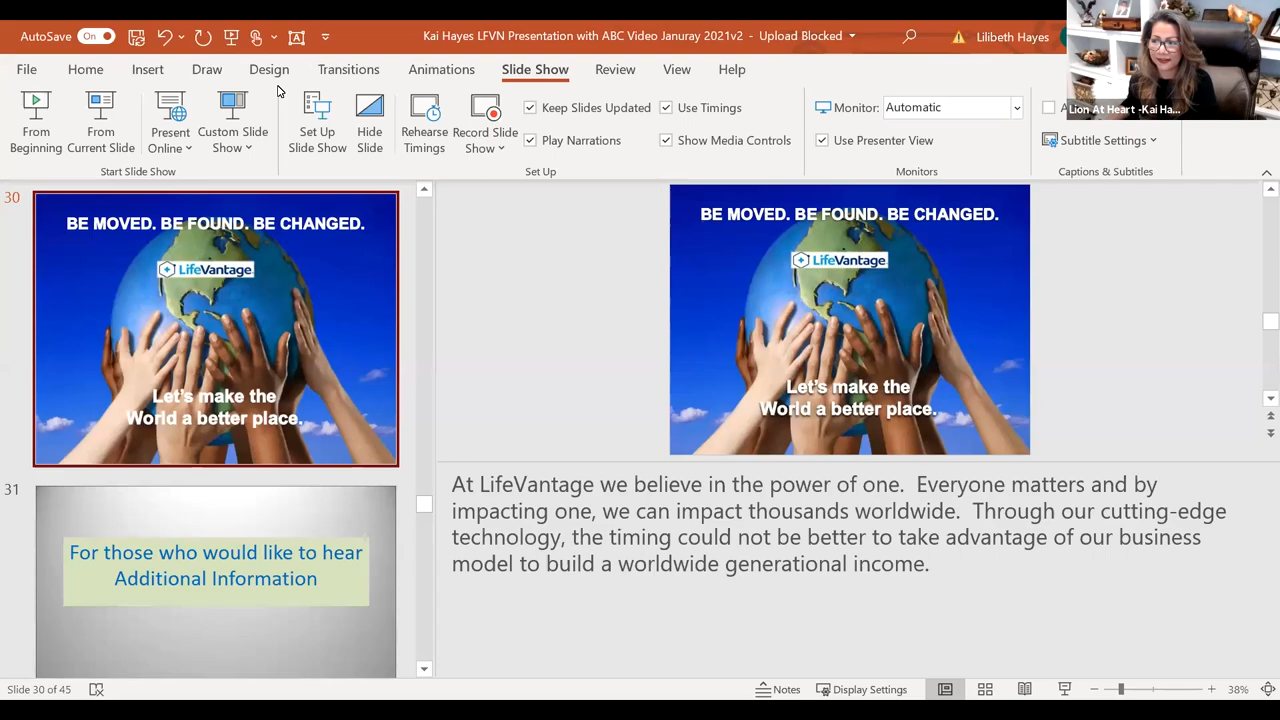 AutoSave On
Kai Hayes LFVN Presentation with ABC Video Januray 2021v2 - Upload Blocked
Lilibeth Hayes
Lion At Heart -Kai Ha...
File Home Insert Draw Design Transitions Animations Slide Show Review View Help
From Beginning
From Current Slide
Present Online
Custom Slide Show
Set Up Slide Show
Hide Slide
Rehearse Timings
Record Slide Show
Keep Slides Updated
Use Timings
Play Narrations
Show Media Controls
Monitor: Automatic
Use Presenter View
Subtitle Settings
Start Slide Show
Set Up
Monitors
Captions & Subtitles
30
BE MOVED. BE FOUND. BE CHANGED.
LifeVantage
Let's make the
World a better place.
31
For those who would like to hear
Additional Information
BE MOVED. BE FOUND. BE CHANGED.
LifeVantage
Let's make the
World a better place.
At LifeVantage we believe in the power of one. Everyone matters and by
impacting one, we can impact thousands worldwide. Through our cutting-edge
technology, the timing could not be better to take advantage of our business
model to build a worldwide generational income.
Slide 30 of 45
Notes
Display Settings
38%